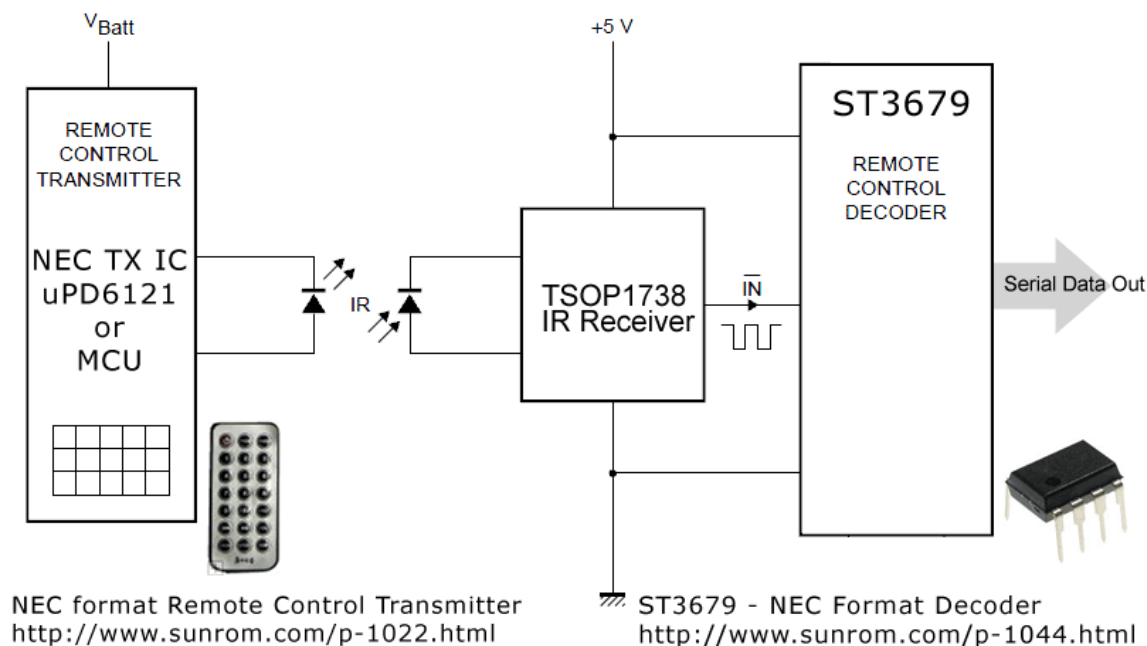 VBatt
REMOTE
CONTROL
TRANSMITTER
NEC TX IC
uPD6121
or
MCU
IR
+5 V
TSOP1738
IR Receiver
IN
ST3679
REMOTE
CONTROL
DECODER
Serial Data Out
NEC format Remote Control Transmitter
http://www.sunrom.com/p-1022.html
ST3679 - NEC Format Decoder
http://www.sunrom.com/p-1044.html